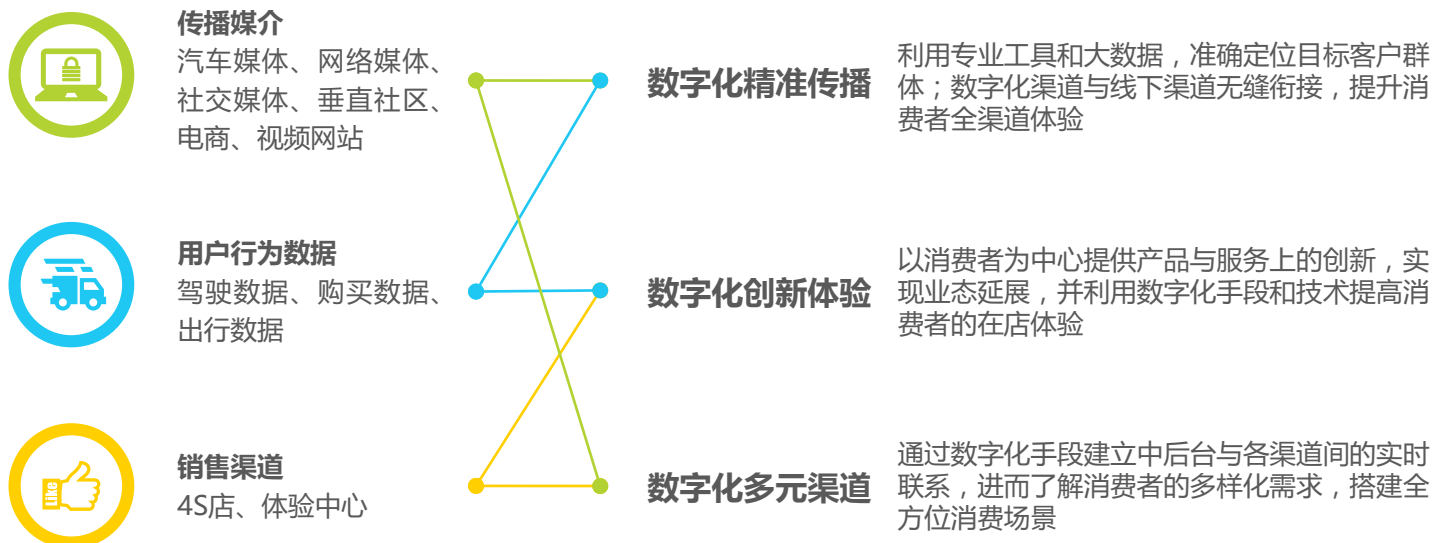 传播媒介
汽车媒体、网络媒体、
社交媒体、垂直社区、
电商、视频网站
数字化精准传播
利用专业工具和大数据，准确定位目标客户群
体；数字化渠道与线下渠道无缝衔接，提升消
费者全渠道体验
用户行为数据
驾驶数据、购买数据、
出行数据
数字化创新体验
以消费者为中心提供产品与服务上的创新，实
现业态延展，并利用数字化手段和技术提高消
费者的在店体验
Like
销售渠道
4S店、体验中心
数字化多元渠道
通过数字化手段建立中后台与各渠道间的实时
联系，进而了解消费者的多样化需求，搭建全
方位消费场景